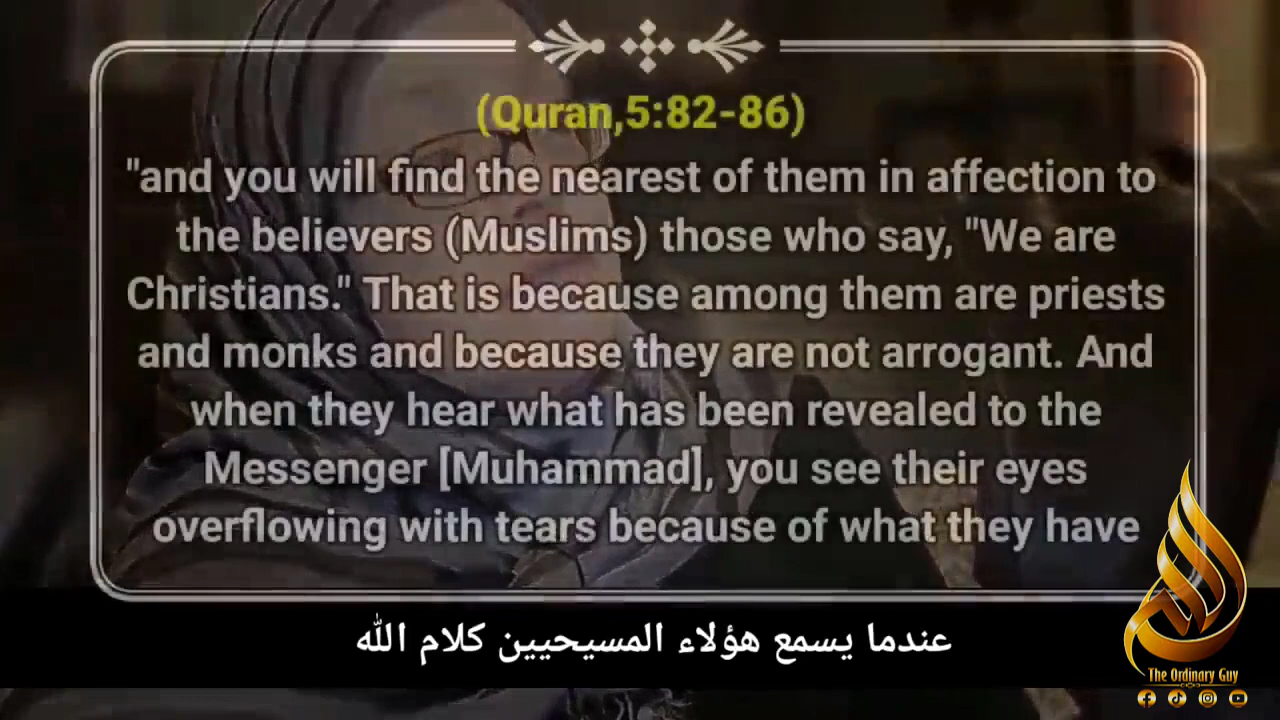 (Quran,5:82-86)
"and you will find the nearest of them in affection to
the believers (Muslims) those who say, "We are
Christians." That is because among them are priests
and monks and because they are not arrogant. And
when they hear what has been revealed to the
Messenger [Muhammad], you see their eyes
overflowing with tears because of what they have
عندما يسمع هؤلاء المسيحيين كلام الله
الله
The Ordinary Guy